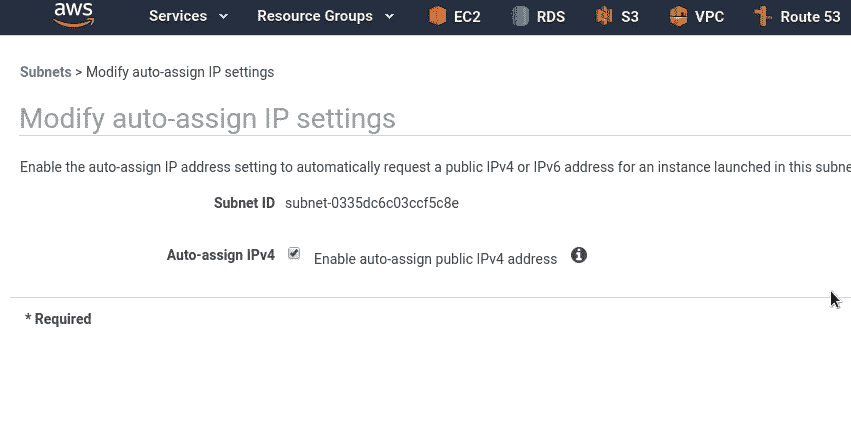 aws Services Resource Groups EC2 RDS S3 VPC Route 53
Subnets > Modify auto-assign IP settings
Modify auto-assign IP settings
Enable the auto-assign IP address setting to automatically request a public IPv4 or IPv6 address for an instance launched in this subne
Subnet ID subnet-0335dc6c03ccf5c8e
Auto-assign IPv4 Enable auto-assign public IPv4 address
* Required